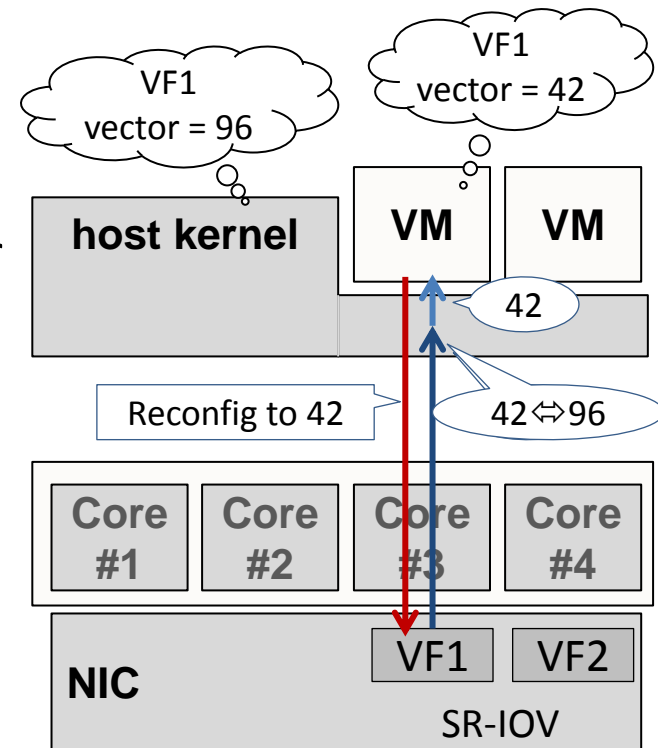 VF1
vector = 96
VF1
vector = 42
host kernel
VM
VM
42
Reconfig to 42
42⇔96
Core
#1
Core
#2
Core
#3
Core
#4
NIC
VF1
VF2
SR-IOV